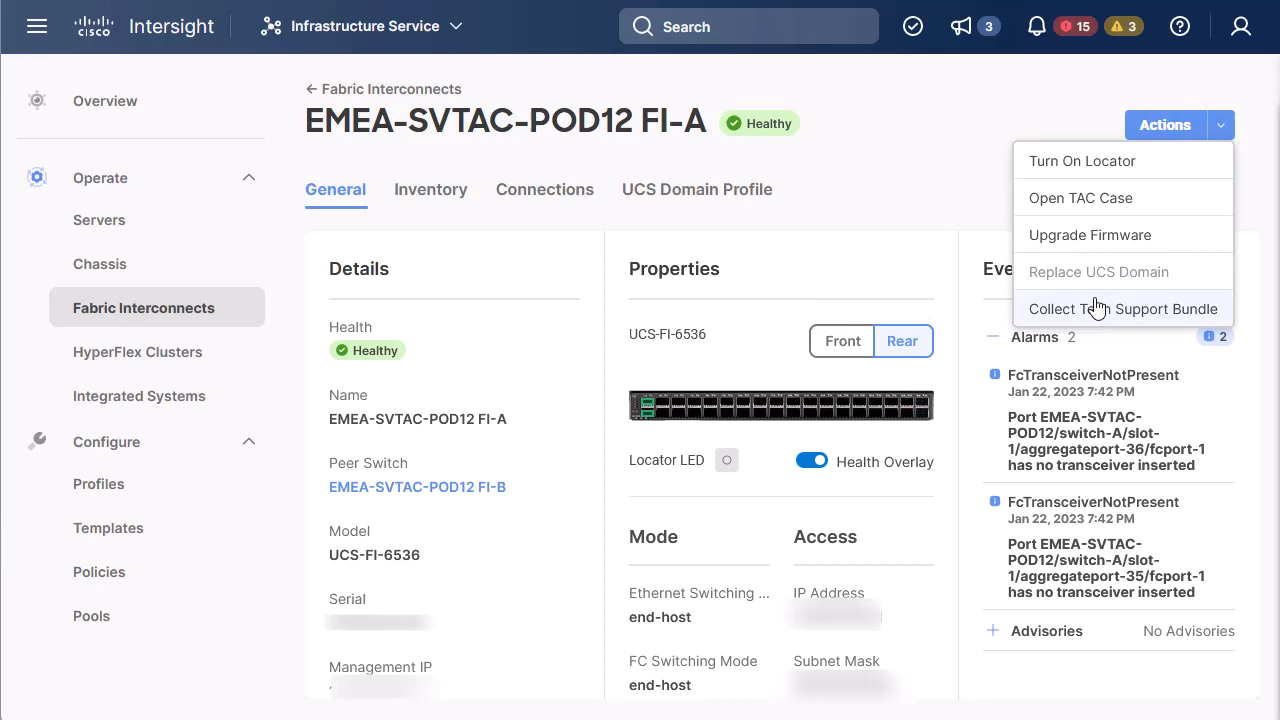 cisco Intersight
Infrastructure Service
Search
3
15
3
Overview
Operate
Servers
Chassis
Fabric Interconnects
HyperFlex Clusters
Integrated Systems
Configure
Profiles
Templates
Policies
Pools
← Fabric Interconnects
EMEA-SVTAC-POD12 FI-A
Healthy
Actions
Turn On Locator
Open TAC Case
Upgrade Firmware
Replace UCS Domain
Collect Tech Support Bundle
General
Inventory
Connections
UCS Domain Profile
Details
Health
Healthy
Name
EMEA-SVTAC-POD12 FI-A
Peer Switch
EMEA-SVTAC-POD12 FI-B
Model
UCS-FI-6536
Serial
Management IP
Properties
UCS-FI-6536
Front
Rear
Locator LED
Health Overlay
Mode
Ethernet Switching ...
end-host
FC Switching Mode
end-host
Access
IP Address
Subnet Mask
Eve
Alarms 2
2
FcTransceiverNotPresent
Jan 22, 2023 7:42 PM
Port EMEA-SVTAC-
POD12/switch-A/slot-
1/aggregateport-36/fcport-1
has no transceiver inserted
FcTransceiverNotPresent
Jan 22, 2023 7:42 PM
Port EMEA-SVTAC-
POD12/switch-A/slot-
1/aggregateport-35/fcport-1
has no transceiver inserted
Advisories
No Advisories